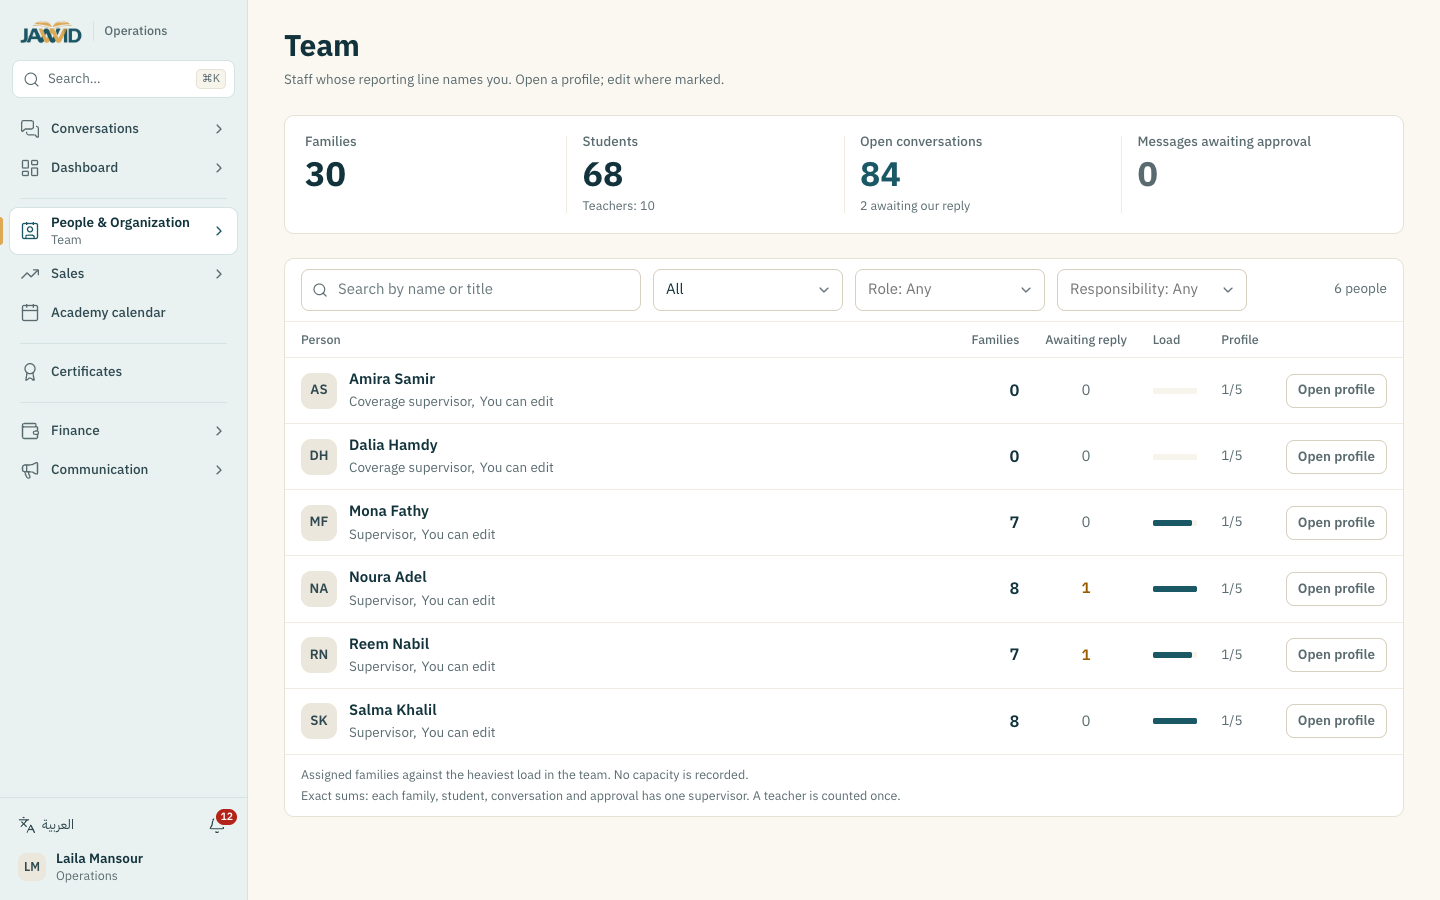 JAWID
Operations
Search...
⌘K
Conversations
Dashboard
People & Organization
Team
Sales
Academy calendar
Certificates
Finance
Communication
العربية
12
LM
Laila Mansour
Operations
Team
Staff whose reporting line names you. Open a profile; edit where marked.
Families
30
Students
68
Teachers: 10
Open conversations
84
2 awaiting our reply
Messages awaiting approval
0
Search by name or title
All
Role: Any
Responsibility: Any
6 people
Person Families Awaiting reply Load Profile
AS Amira Samir 0 0 1/5 Open profile
Coverage supervisor, You can edit
DH Dalia Hamdy 0 0 1/5 Open profile
Coverage supervisor, You can edit
MF Mona Fathy 7 0 1/5 Open profile
Supervisor, You can edit
NA Noura Adel 8 1 1/5 Open profile
Supervisor, You can edit
RN Reem Nabil 7 1 1/5 Open profile
Supervisor, You can edit
SK Salma Khalil 8 0 1/5 Open profile
Supervisor, You can edit
Assigned families against the heaviest load in the team. No capacity is recorded.
Exact sums: each family, student, conversation and approval has one supervisor. A teacher is counted once.